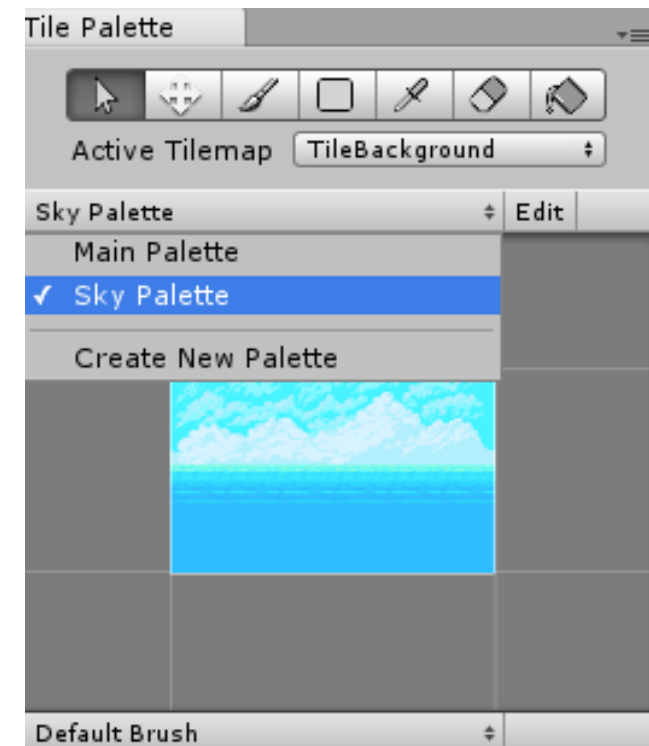 Tile Palette
Active Tilemap TileBackground
Sky Palette Edit
Main Palette
✓ Sky Palette
Create New Palette
Default Brush